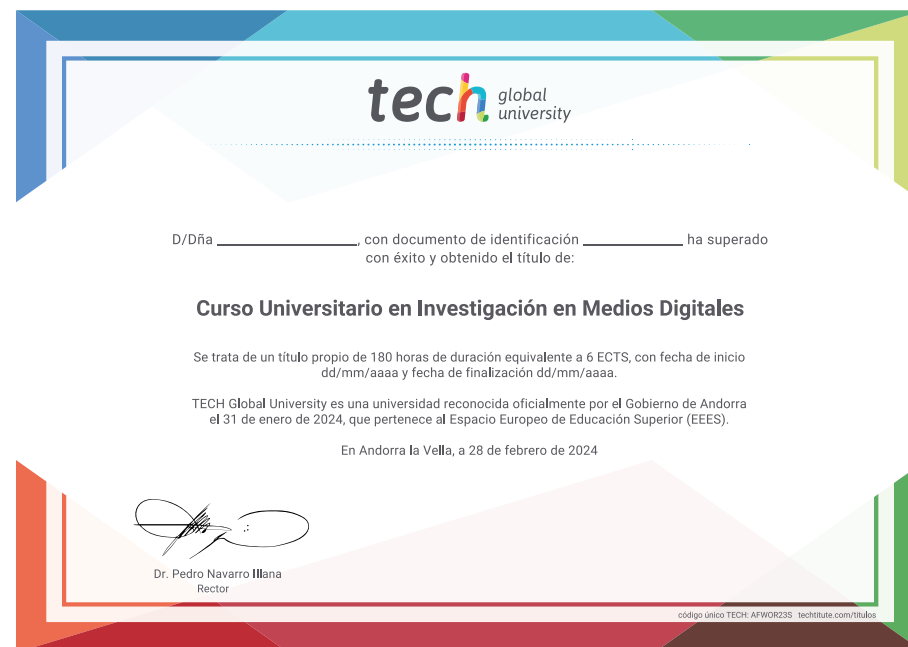 tech global university
D/Dña ____________________, con documento de identificación ______________ ha superado
con éxito y obtenido el título de:
Curso Universitario en Investigación en Medios Digitales
Se trata de un título propio de 180 horas de duración equivalente a 6 ECTS, con fecha de inicio
dd/mm/aaaa y fecha de finalización dd/mm/aaaa.
TECH Global University es una universidad reconocida oficialmente por el Gobierno de Andorra
el 31 de enero de 2024, que pertenece al Espacio Europeo de Educación Superior (EEES).
En Andorra la Vella, a 28 de febrero de 2024
Dr. Pedro Navarro Illana
Rector
código único TECH: AFWOR23S techtitute.com/titulos